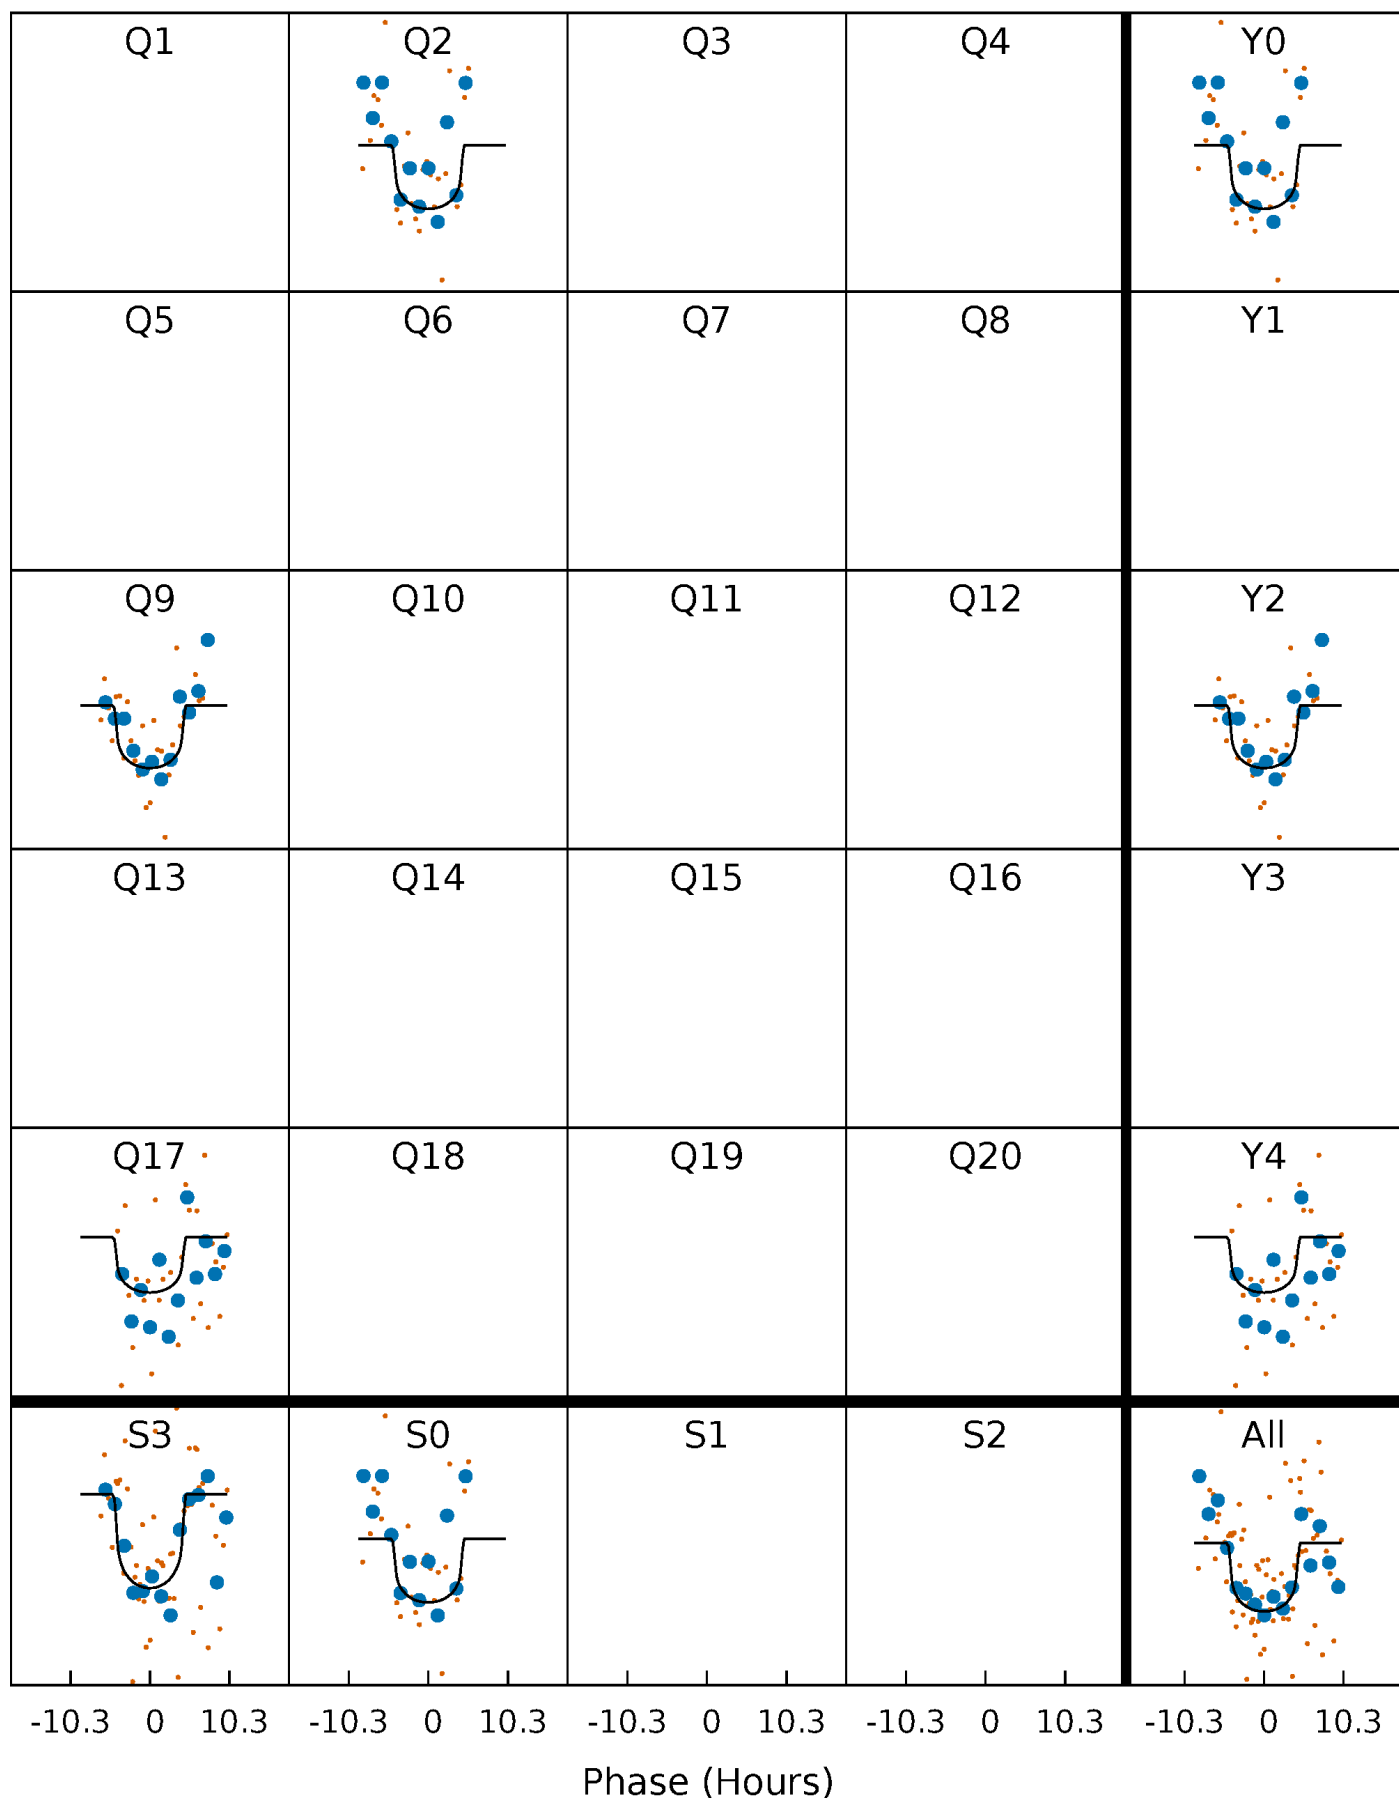 Q1 Q2 Q3 Q4 Y0
Q5 Q6 Q7 Q8 Y1
Q9 Q10 Q11 Q12 Y2
Q13 Q14 Q15 Q16 Y3
Q17 Q18 Q19 Q20 Y4
S3 S0 S1 S2 All
-10.3 0 10.3 -10.3 0 10.3 -10.3 0 10.3 -10.3 0 10.3 -10.3 0 10.3
Phase (Hours)